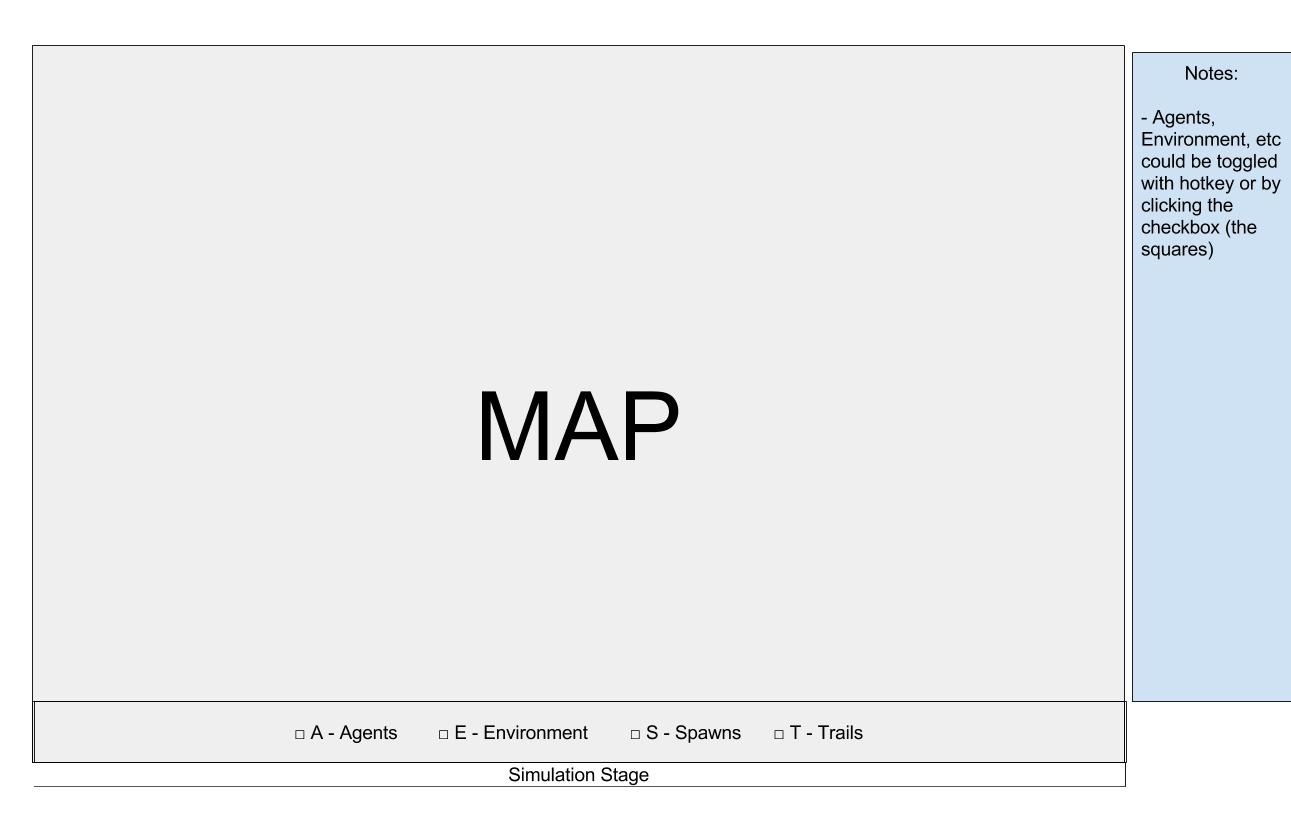 MAP
□ A - Agents □ E - Environment □ S - Spawns □ T - Trails
Simulation Stage
Notes:
- Agents,
Environment, etc
could be toggled
with hotkey or by
clicking the
checkbox (the
squares)